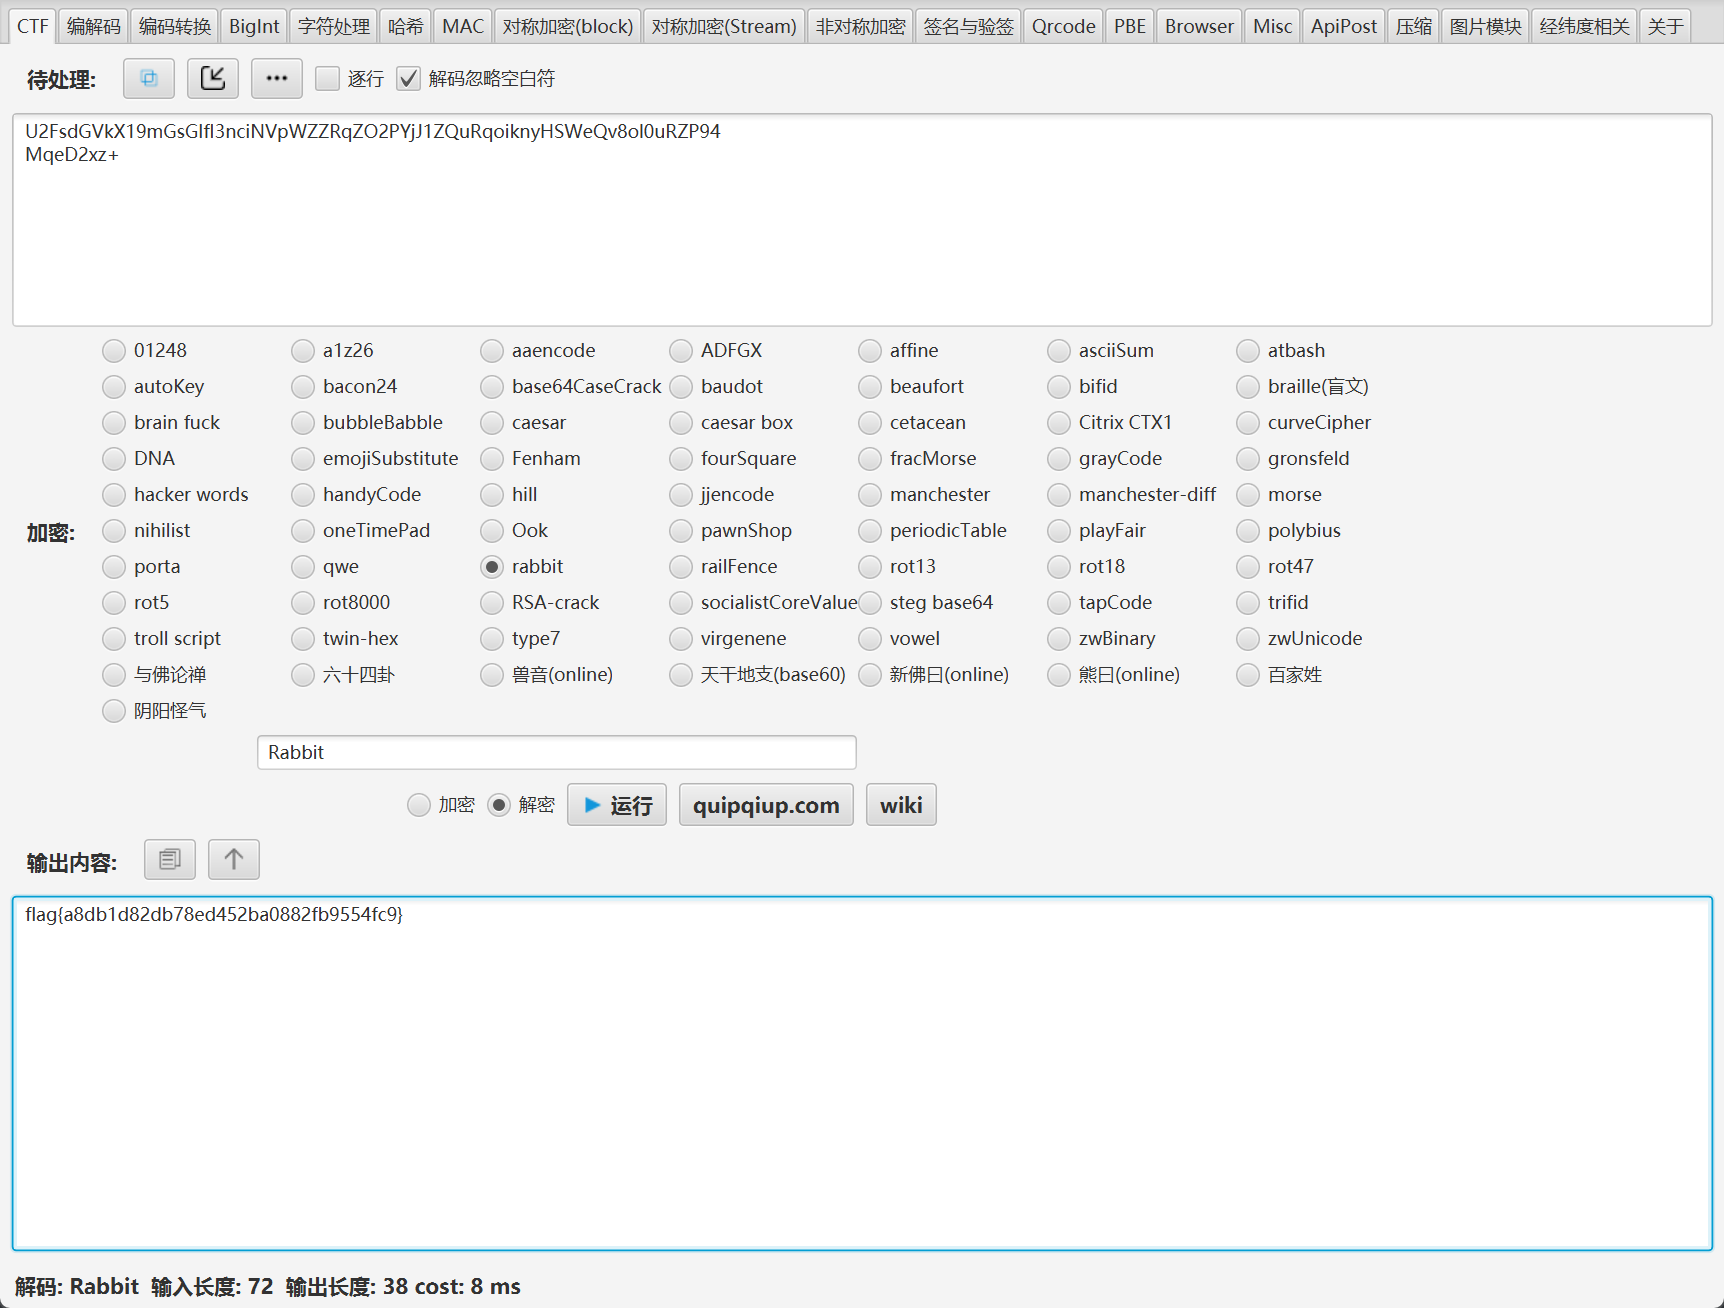 CTF 编解码 编码转换 BigInt 字符处理 哈希 MAC 对称加密(block) 对称加密(Stream) 非对称加密 签名与验签 Qrcode PBE Browser Misc ApiPost 压缩 图片模块 经纬度相关 关于
待处理: 逐行 解码忽略空白符
U2FsdGVkX19mGsGlfI3nciNVpWZZRqZO2PYjJ1ZQuRqoiknyHSWeQv8ol0uRZP94
MqeD2xz+
01248 a1z26 aaencode ADFGX affine asciiSum atbash
autoKey bacon24 base64CaseCrack baudot beaufort bifid braille(盲文)
brain fuck bubbleBabble caesar caesar box cetacean Citrix CTX1 curveCipher
DNA emojiSubstitute Fenham fourSquare fracMorse grayCode gronsfeld
hacker words handyCode hill jjencode manchester manchester-diff morse
加密: nihilist oneTimePad Ook pawnShop periodicTable playFair polybius
porta qwe rabbit railFence rot13 rot18 rot47
rot5 rot8000 RSA-crack socialistCoreValue steg base64 tapCode trifid
troll script twin-hex type7 virgenene vowel zwBinary zwUnicode
与佛论禅 六十四卦 兽音(online) 天干地支(base60) 新佛曰(online) 熊曰(online) 百家姓
阴阳怪气
Rabbit
加密 解密 运行 quipqiup.com wiki
输出内容:
flag{a8db1d82db78ed452ba0882fb9554fc9}
解码: Rabbit 输入长度: 72 输出长度: 38 cost: 8 ms